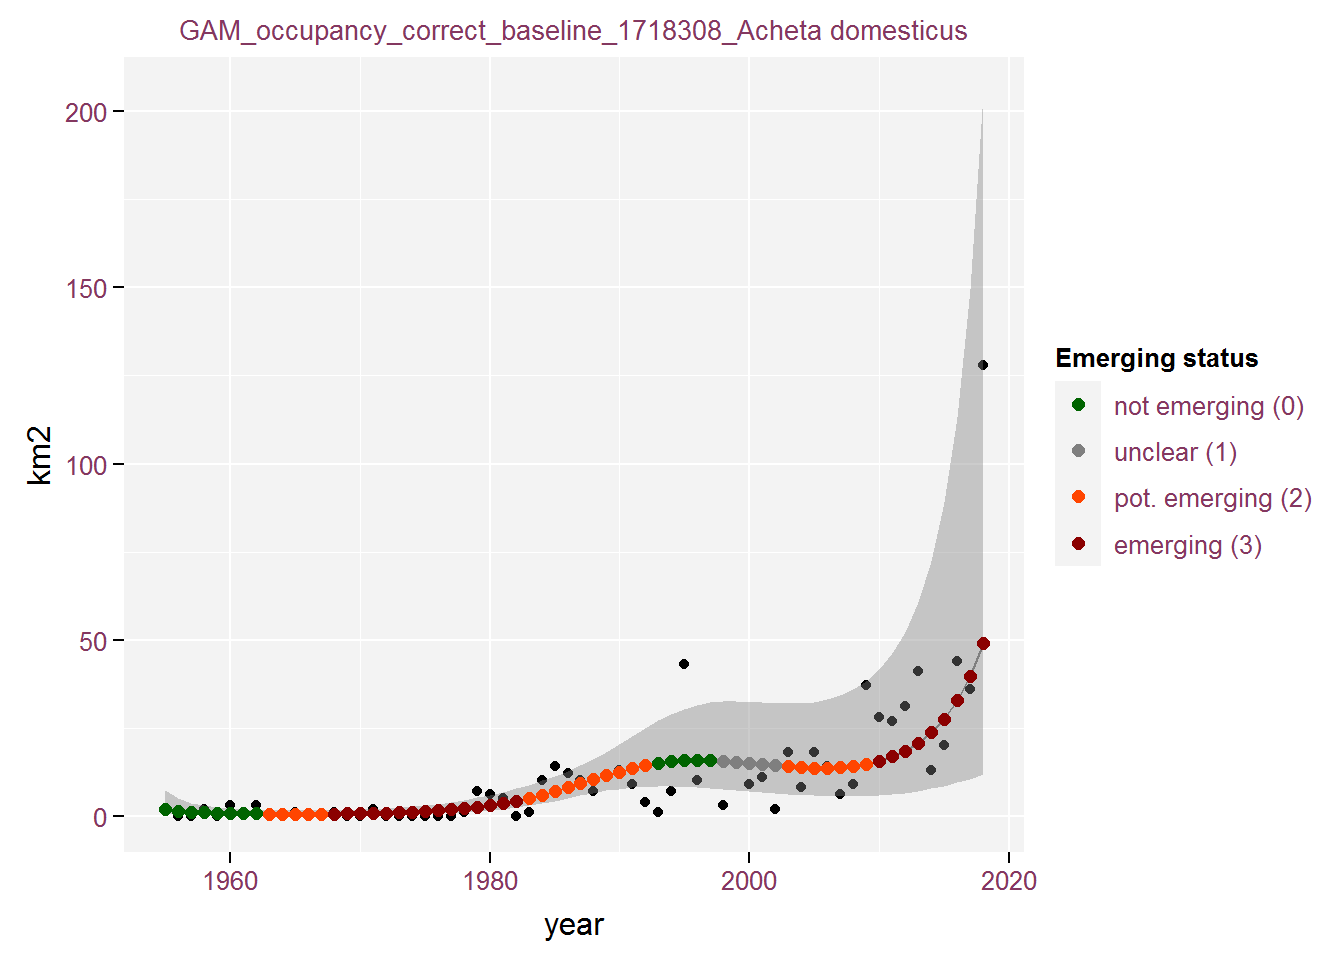 GAM_occupancy_correct_baseline_1718308_Acheta domesticus
200
150
100
50
0
km2
1960
1980
2000
2020
year
Emerging status
not emerging (0)
unclear (1)
pot. emerging (2)
emerging (3)